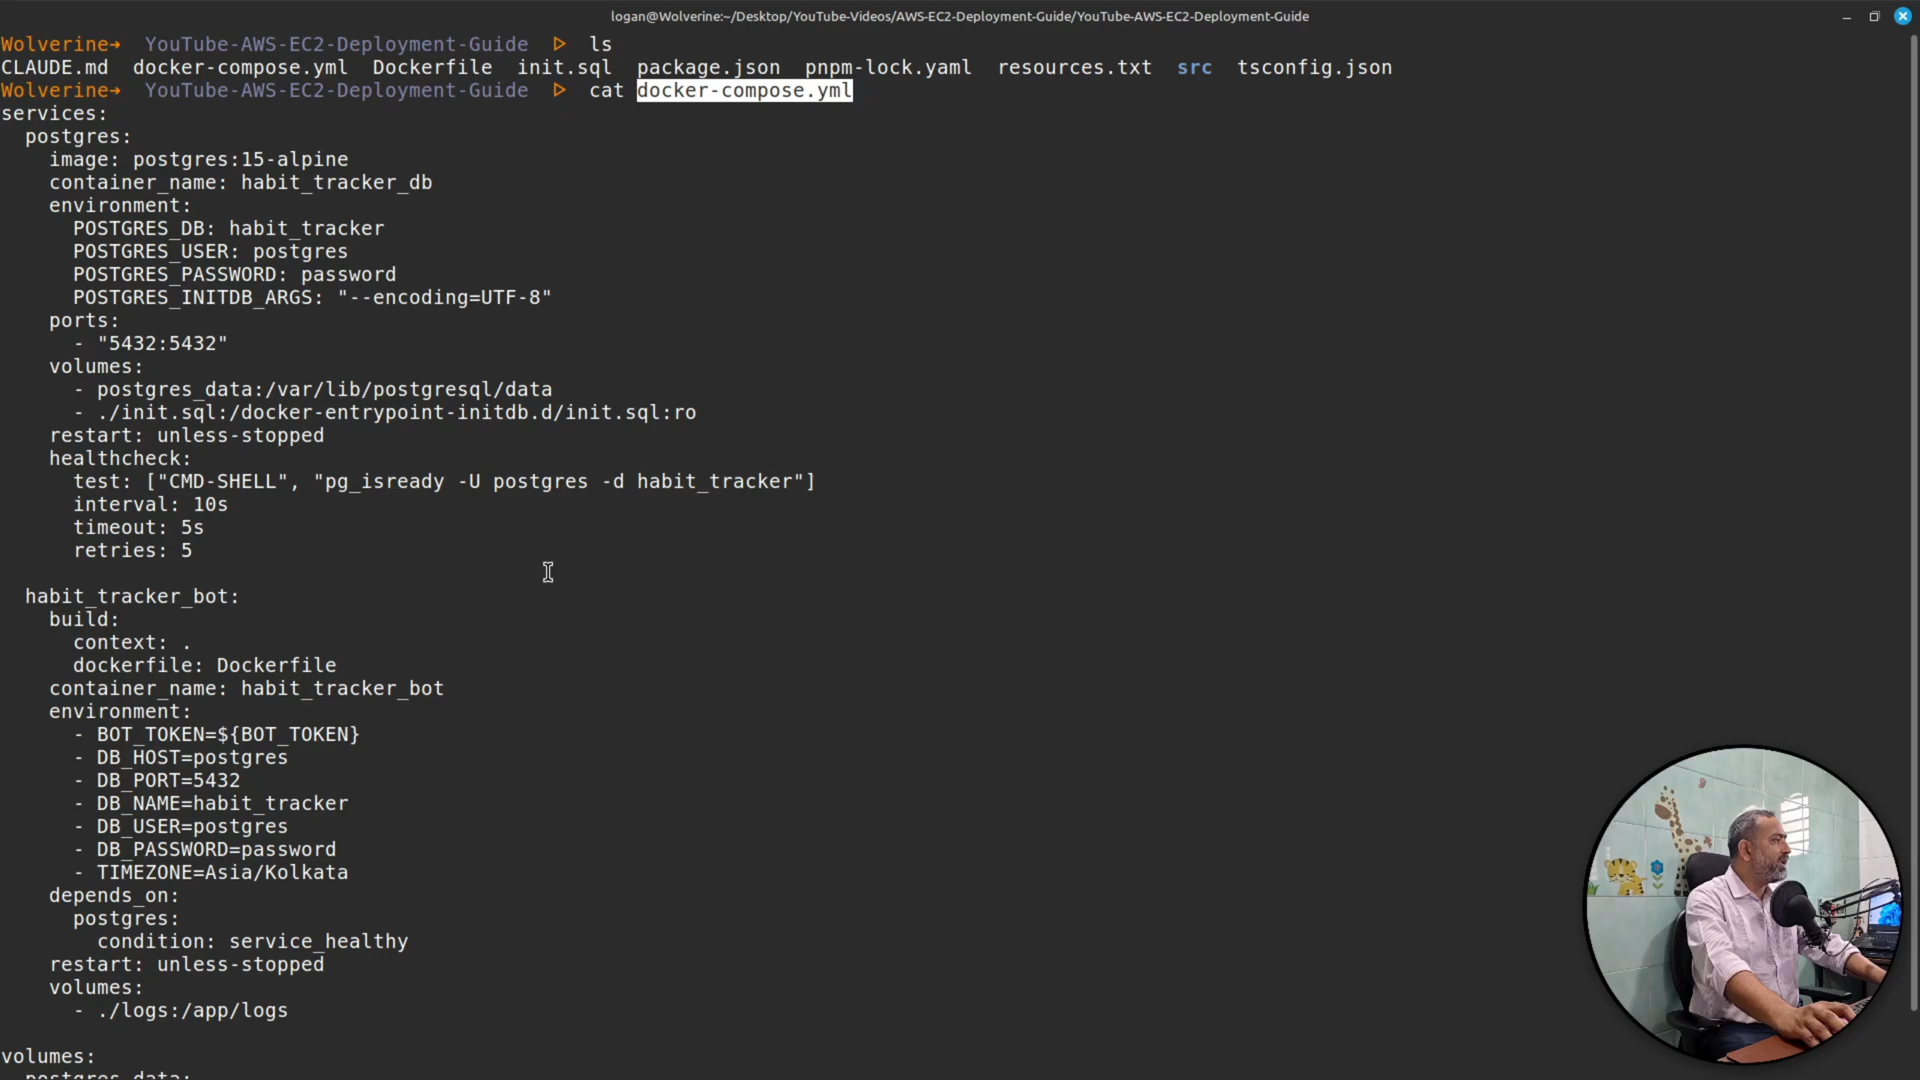 logan@Wolverine:~/Desktop/YouTube-Videos/AWS-EC2-Deployment-Guide/YouTube-AWS-EC2-Deployment-Guide
Wolverine→ YouTube-AWS-EC2-Deployment-Guide ▷ ls
CLAUDE.md docker-compose.yml Dockerfile init.sql package.json pnpm-lock.yaml resources.txt src tsconfig.json
Wolverine→ YouTube-AWS-EC2-Deployment-Guide ▷ cat docker-compose.yml
services:
  postgres:
    image: postgres:15-alpine
    container_name: habit_tracker_db
    environment:
      POSTGRES_DB: habit_tracker
      POSTGRES_USER: postgres
      POSTGRES_PASSWORD: password
      POSTGRES_INITDB_ARGS: "--encoding=UTF-8"
    ports:
      - "5432:5432"
    volumes:
      - postgres_data:/var/lib/postgresql/data
      - ./init.sql:/docker-entrypoint-initdb.d/init.sql:ro
    restart: unless-stopped
    healthcheck:
      test: ["CMD-SHELL", "pg_isready -U postgres -d habit_tracker"]
      interval: 10s
      timeout: 5s
      retries: 5
  habit_tracker_bot:
    build:
      context: .
      dockerfile: Dockerfile
    container_name: habit_tracker_bot
    environment:
      - BOT_TOKEN=${BOT_TOKEN}
      - DB_HOST=postgres
      - DB_PORT=5432
      - DB_NAME=habit_tracker
      - DB_USER=postgres
      - DB_PASSWORD=password
      - TIMEZONE=Asia/Kolkata
    depends_on:
      postgres:
        condition: service_healthy
    restart: unless-stopped
    volumes:
      - ./logs:/app/logs
volumes:
  postgres_data: